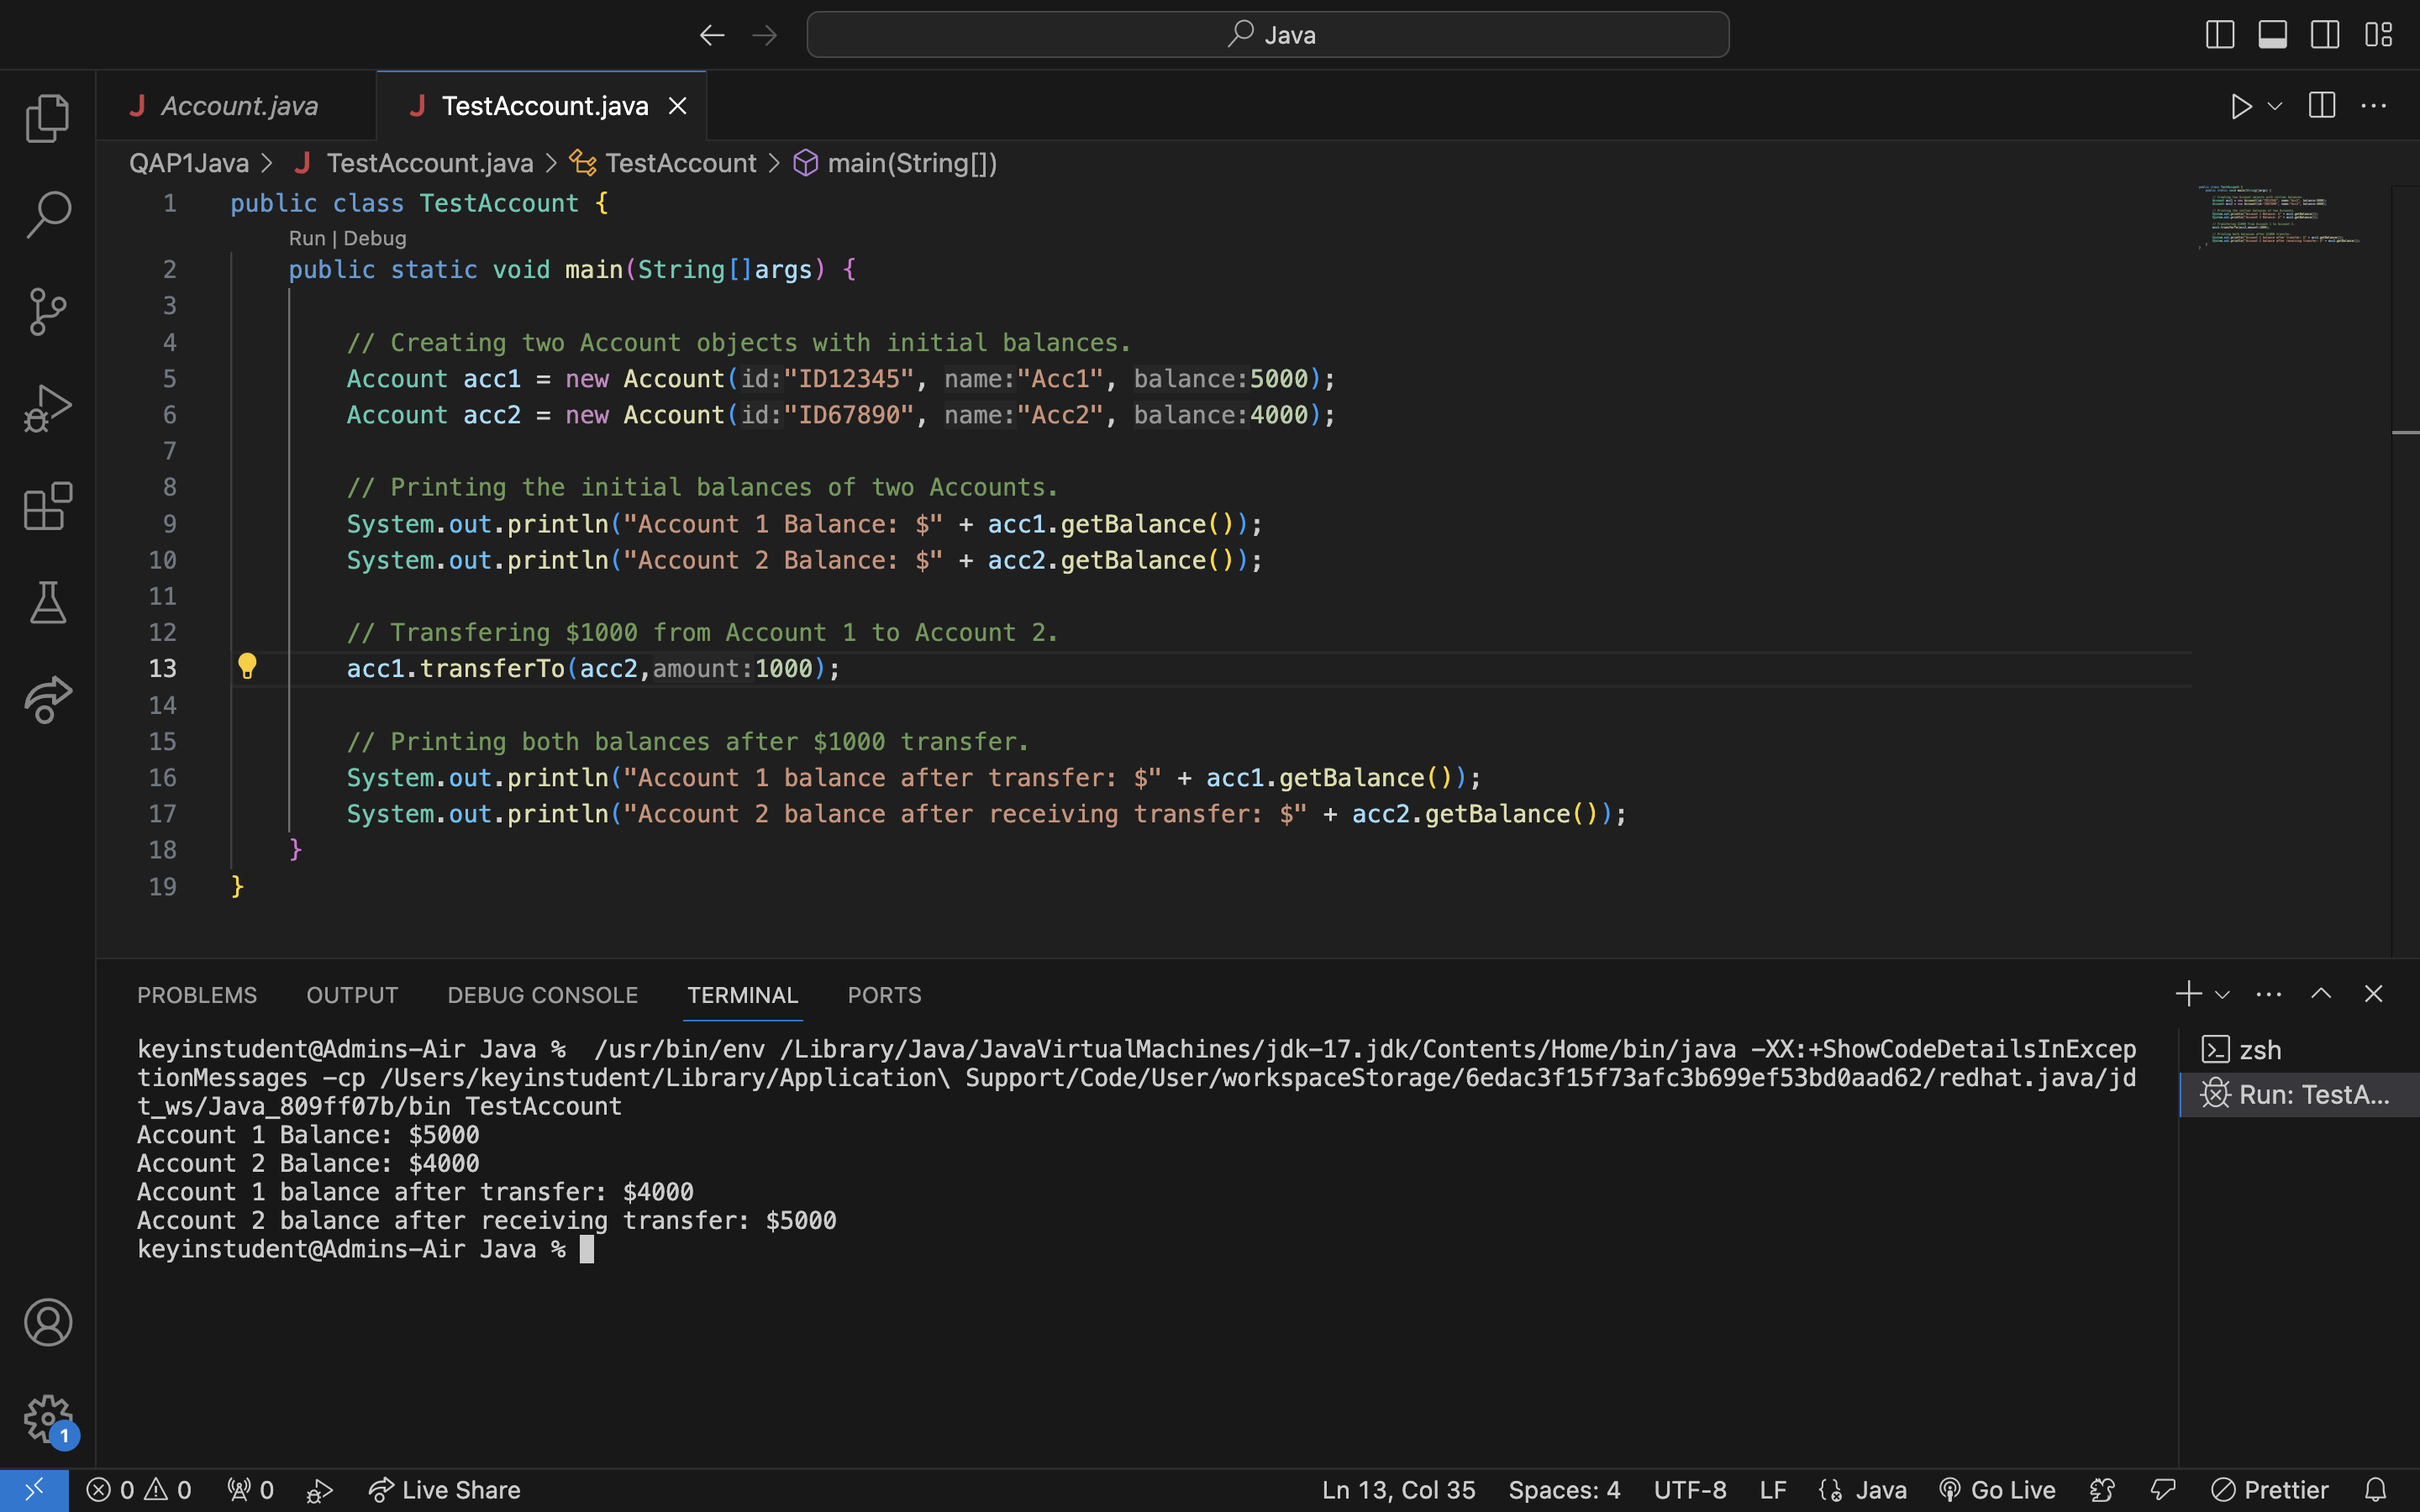 Java
Account.java
TestAccount.java
QAP1Java > TestAccount.java > TestAccount > main(String[])
1 public class TestAccount {
Run | Debug
2 public static void main(String[]args) {
3
4 // Creating two Account objects with initial balances.
5 Account acc1 = new Account(id:"ID12345", name:"Acc1", balance:5000);
6 Account acc2 = new Account(id:"ID67890", name:"Acc2", balance:4000);
7
8 // Printing the initial balances of two Accounts.
9 System.out.println("Account 1 Balance: $" + acc1.getBalance());
10 System.out.println("Account 2 Balance: $" + acc2.getBalance());
11
12 // Transfering $1000 from Account 1 to Account 2.
13 acc1.transferTo(acc2,amount:1000);
14
15 // Printing both balances after $1000 transfer.
16 System.out.println("Account 1 balance after transfer: $" + acc1.getBalance());
17 System.out.println("Account 2 balance after receiving transfer: $" + acc2.getBalance());
18 }
19 }
PROBLEMS OUTPUT DEBUG CONSOLE TERMINAL PORTS
keyinstudent@Admins-Air Java %  /usr/bin/env /Library/Java/JavaVirtualMachines/jdk-17.jdk/Contents/Home/bin/java -XX:+ShowCodeDetailsInExcep
tionMessages -cp /Users/keyinstudent/Library/Application\ Support/Code/User/workspaceStorage/6edac3f15f73afc3b699ef53bd0aad62/redhat.java/jd
t_ws/Java_809ff07b/bin TestAccount
Account 1 Balance: $5000
Account 2 Balance: $4000
Account 1 balance after transfer: $4000
Account 2 balance after receiving transfer: $5000
keyinstudent@Admins-Air Java %
zsh
Run: TestA...
1
0 0 0 Live Share Ln 13, Col 35 Spaces: 4 UTF-8 LF Java Go Live Prettier